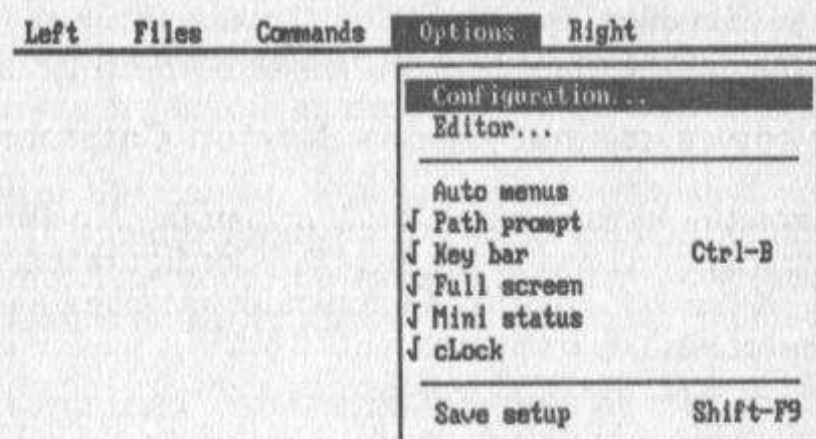 Left Files Commands Options Right
Configuration...
Editor...
Auto menus
√ Path prompt
√ Key bar Ctrl-B
√ Full screen
√ Mini status
√ cLock
Save setup Shift-F9